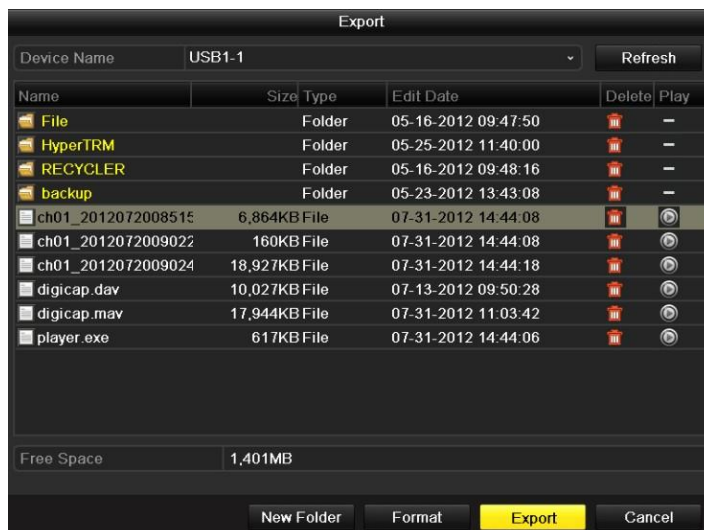 Export
Device Name USB1-1 Refresh
Name Size Type Edit Date Delete Play
File Folder 05-16-2012 09:47:50 –
HyperTRM Folder 05-25-2012 11:40:00 –
RECYCLER Folder 05-16-2012 09:48:16 –
backup Folder 05-23-2012 13:43:08 –
ch01_2012072008515 6,864KB File 07-31-2012 14:44:08
ch01_2012072009022 160KB File 07-31-2012 14:44:08
ch01_2012072009024 18,927KB File 07-31-2012 14:44:18
digicap.dav 10,027KB File 07-13-2012 09:50:28
digicap.mav 17,944KB File 07-31-2012 11:03:42
player.exe 617KB File 07-31-2012 14:44:06
Free Space 1,401MB
New Folder Format Export Cancel